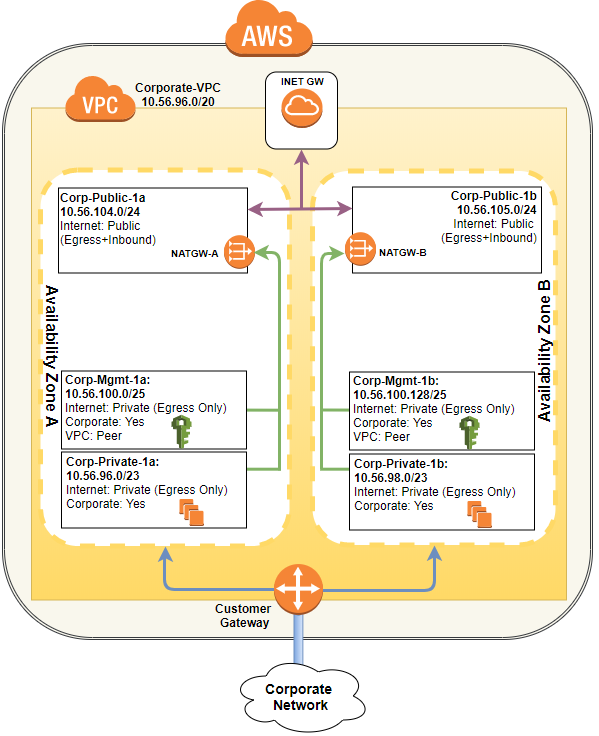 AWS
Corporate-VPC
10.56.96.0/20
VPC
INET GW
Corp-Public-1a
10.56.104.0/24
Internet: Public
(Egress+Inbound)
NATGW-A
Corp-Public-1b
10.56.105.0/24
Internet: Public
(Egress+Inbound)
NATGW-B
Availability Zone A
Availability Zone B
Corp-Mgmt-1a:
10.56.100.0/25
Internet: Private (Egress Only)
Corporate: Yes
VPC: Peer
Corp-Mgmt-1b:
10.56.100.128/25
Internet: Private (Egress Only)
Corporate: Yes
VPC: Peer
Corp-Private-1a:
10.56.96.0/23
Internet: Private (Egress Only)
Corporate: Yes
Corp-Private-1b:
10.56.98.0/23
Internet: Private (Egress Only)
Corporate: Yes
Customer
Gateway
Corporate
Network